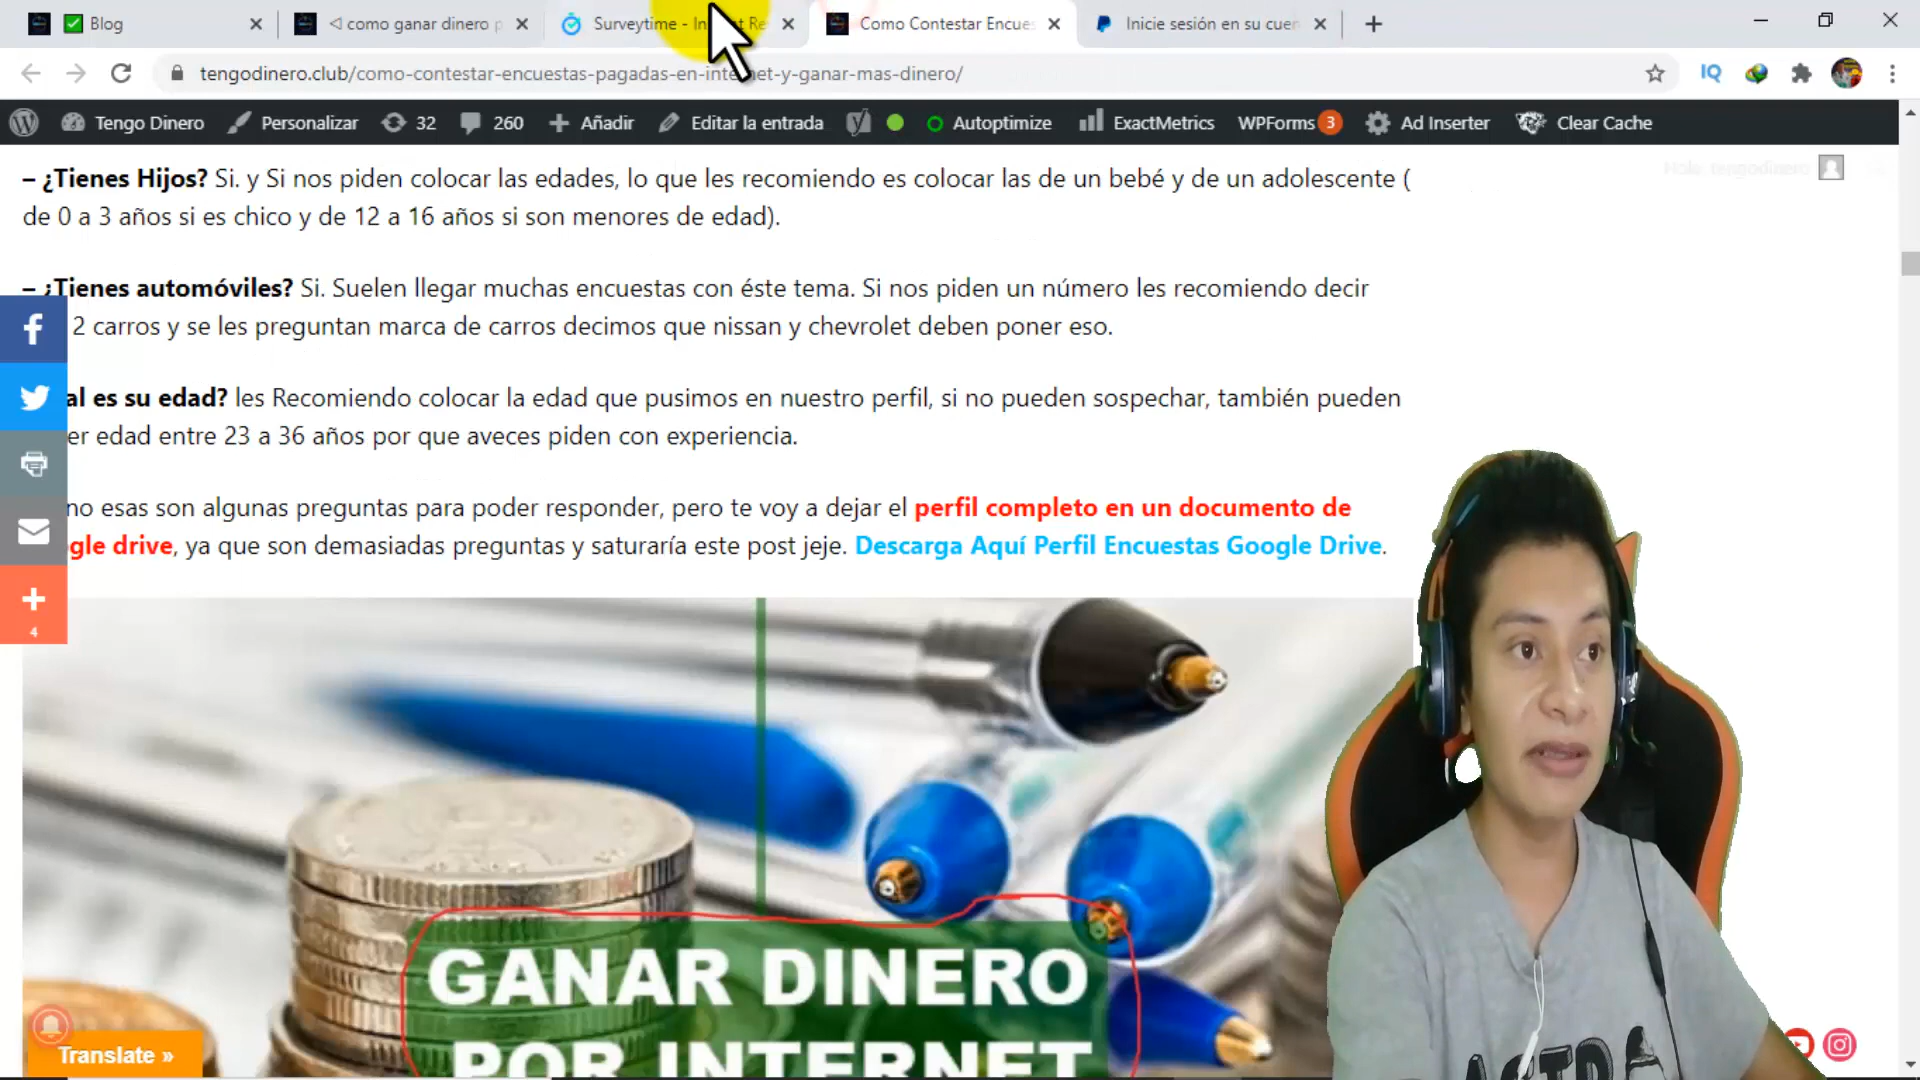 Blog
como ganar dinero p
Surveytime - In
Como Contestar Encues
Inicie sesión en su cuen
tengodinero.club/como-contestar-encuestas-pagadas-en-internet-y-ganar-mas-dinero/
IQ
Tengo Dinero
Personalizar
32
260
Añadir
Editar la entrada
Autoptimize
ExactMetrics
WPForms 3
Ad Inserter
Clear Cache
Hola, tengodinero
– ¿Tienes Hijos? Si. y Si nos piden colocar las edades, lo que les recomiendo es colocar las de un bebé y de un adolescente (
de 0 a 3 años si es chico y de 12 a 16 años si son menores de edad).
– ¿Tienes automóviles? Si. Suelen llegar muchas encuestas con éste tema. Si nos piden un número les recomiendo decir
2 carros y se les preguntan marca de carros decimos que nissan y chevrolet deben poner eso.
al es su edad? les Recomiendo colocar la edad que pusimos en nuestro perfil, si no pueden sospechar, también pueden
er edad entre 23 a 36 años por que aveces piden con experiencia.
no esas son algunas preguntas para poder responder, pero te voy a dejar el perfil completo en un documento de
gle drive, ya que son demasiadas preguntas y saturaría este post jeje. Descarga Aquí Perfil Encuestas Google Drive.
4
GANAR DINERO
POR INTERNET
Translate »